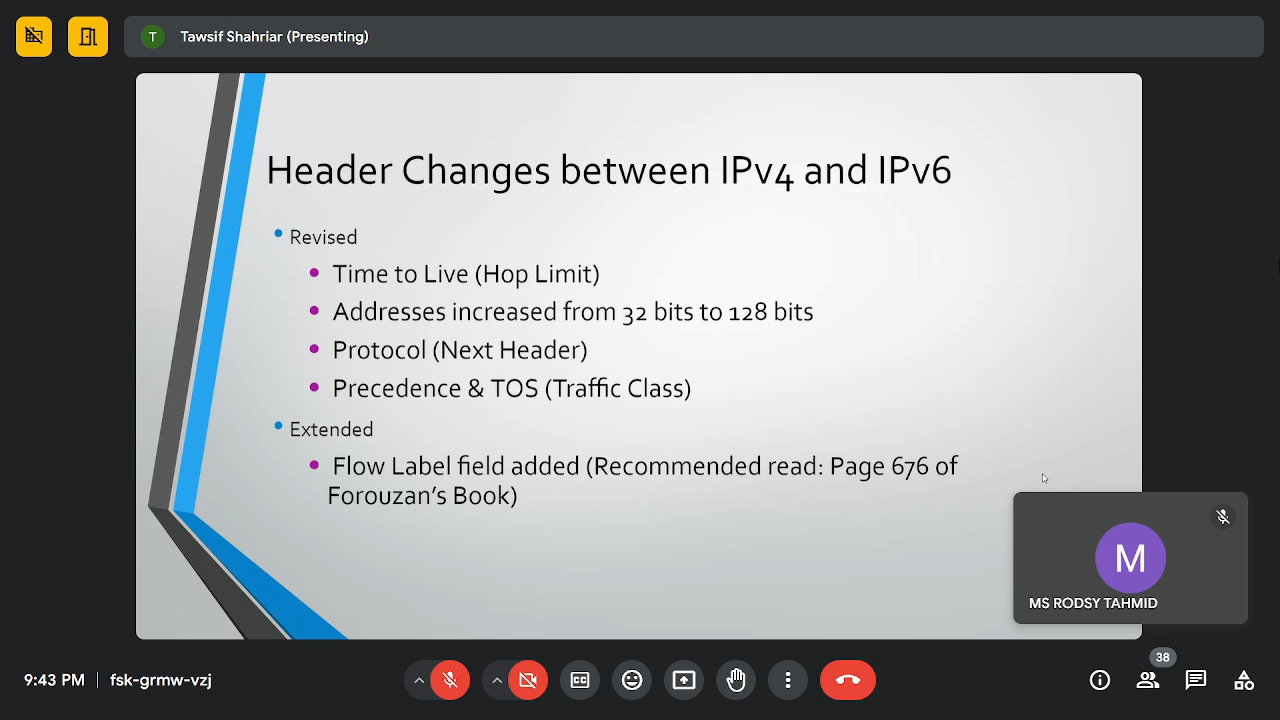 T Tawsif Shahriar (Presenting)
Header Changes between IPv4 and IPv6
• Revised
• Time to Live (Hop Limit)
• Addresses increased from 32 bits to 128 bits
• Protocol (Next Header)
• Precedence & TOS (Traffic Class)
• Extended
• Flow Label field added (Recommended read: Page 676 of
Forouzan’s Book)
M
MS RODSY TAHMID
38
9:43 PM | fsk-grmw-vzj
CC